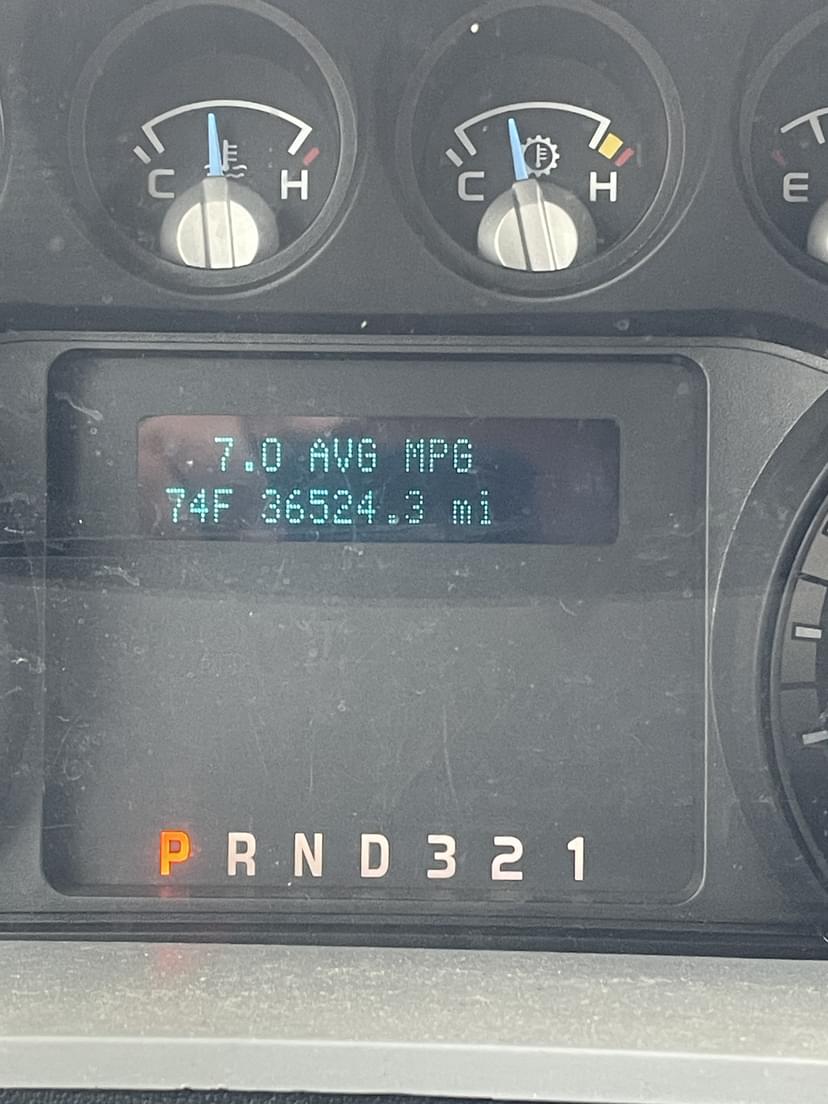 C H C H E
7.0 AVG MPG
74F 36524.3 mi
P R N D 3 2 1